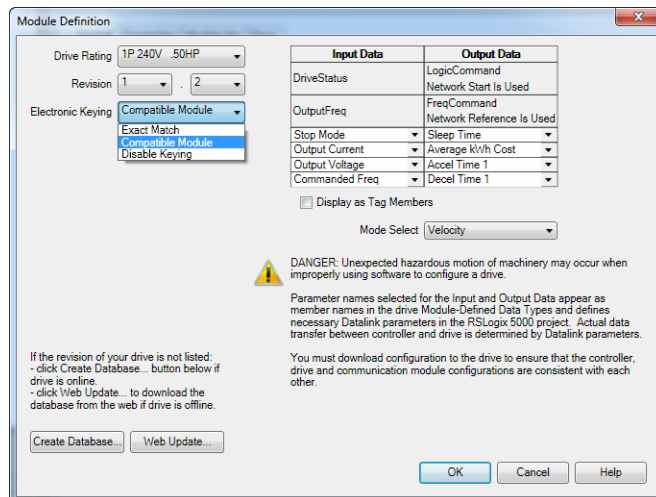 Module Definition
Drive Rating 1P 240V .50HP
Revision 1 . 2
Electronic Keying Compatible Module
Exact Match
Compatible Module
Disable Keying
Input Data Output Data
DriveStatus
LogicCommand
Network Start Is Used
OutputFreq
FreqCommand
Network Reference Is Used
Stop Mode Sleep Time
Output Current Average kWh Cost
Output Voltage Accel Time 1
Commanded Freq Decel Time 1
Display as Tag Members
Mode Select Velocity
DANGER: Unexpected hazardous motion of machinery may occur when
improperly using software to configure a drive.
Parameter names selected for the Input and Output Data appear as
member names in the drive Module-Defined Data Types and defines
necessary Datalink parameters in the RSLogix 5000 project. Actual data
transfer between controller and drive is determined by Datalink parameters.
You must download configuration to the drive to ensure that the controller,
drive and communication module configurations are consistent with each
other.
If the revision of your drive is not listed:
- click Create Database... button below if
drive is online.
- click Web Update... to download the
database from the web if drive is offline.
Create Database... Web Update...
OK Cancel Help